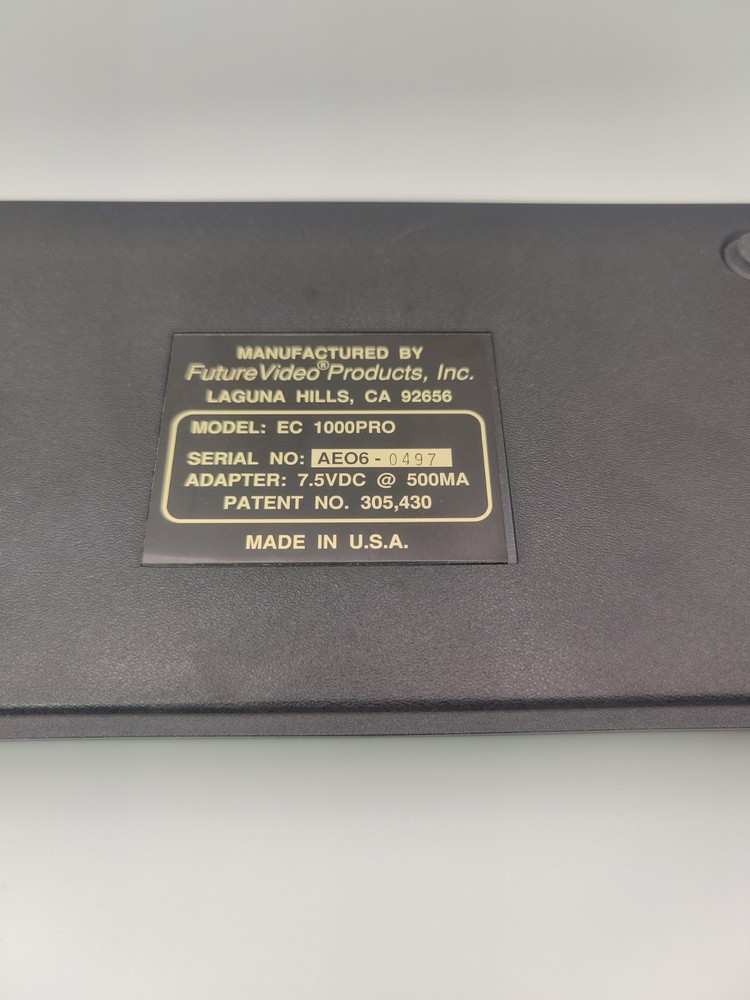 MANUFACTURED BY
FutureVideo® Products, Inc.
LAGUNA HILLS, CA 92656
MODEL: EC 1000PRO
SERIAL NO: AEO6-0497
ADAPTER: 7.5VDC @ 500MA
PATENT NO. 305,430
MADE IN U.S.A.